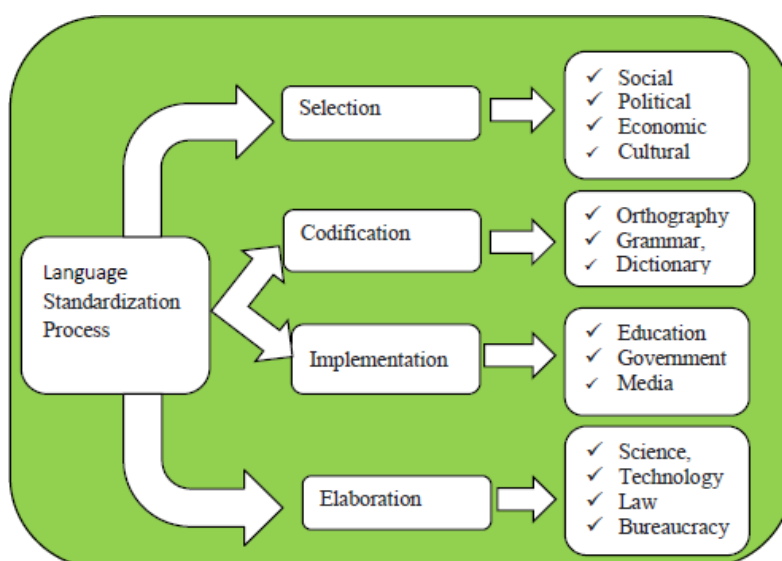 Language
Standardization
Process
Selection
✓ Social
✓ Political
✓ Economic
✓ Cultural
Codification
✓ Orthography
✓ Grammar,
✓ Dictionary
Implementation
✓ Education
✓ Government
✓ Media
Elaboration
✓ Science,
✓ Technology
✓ Law
✓ Bureaucracy